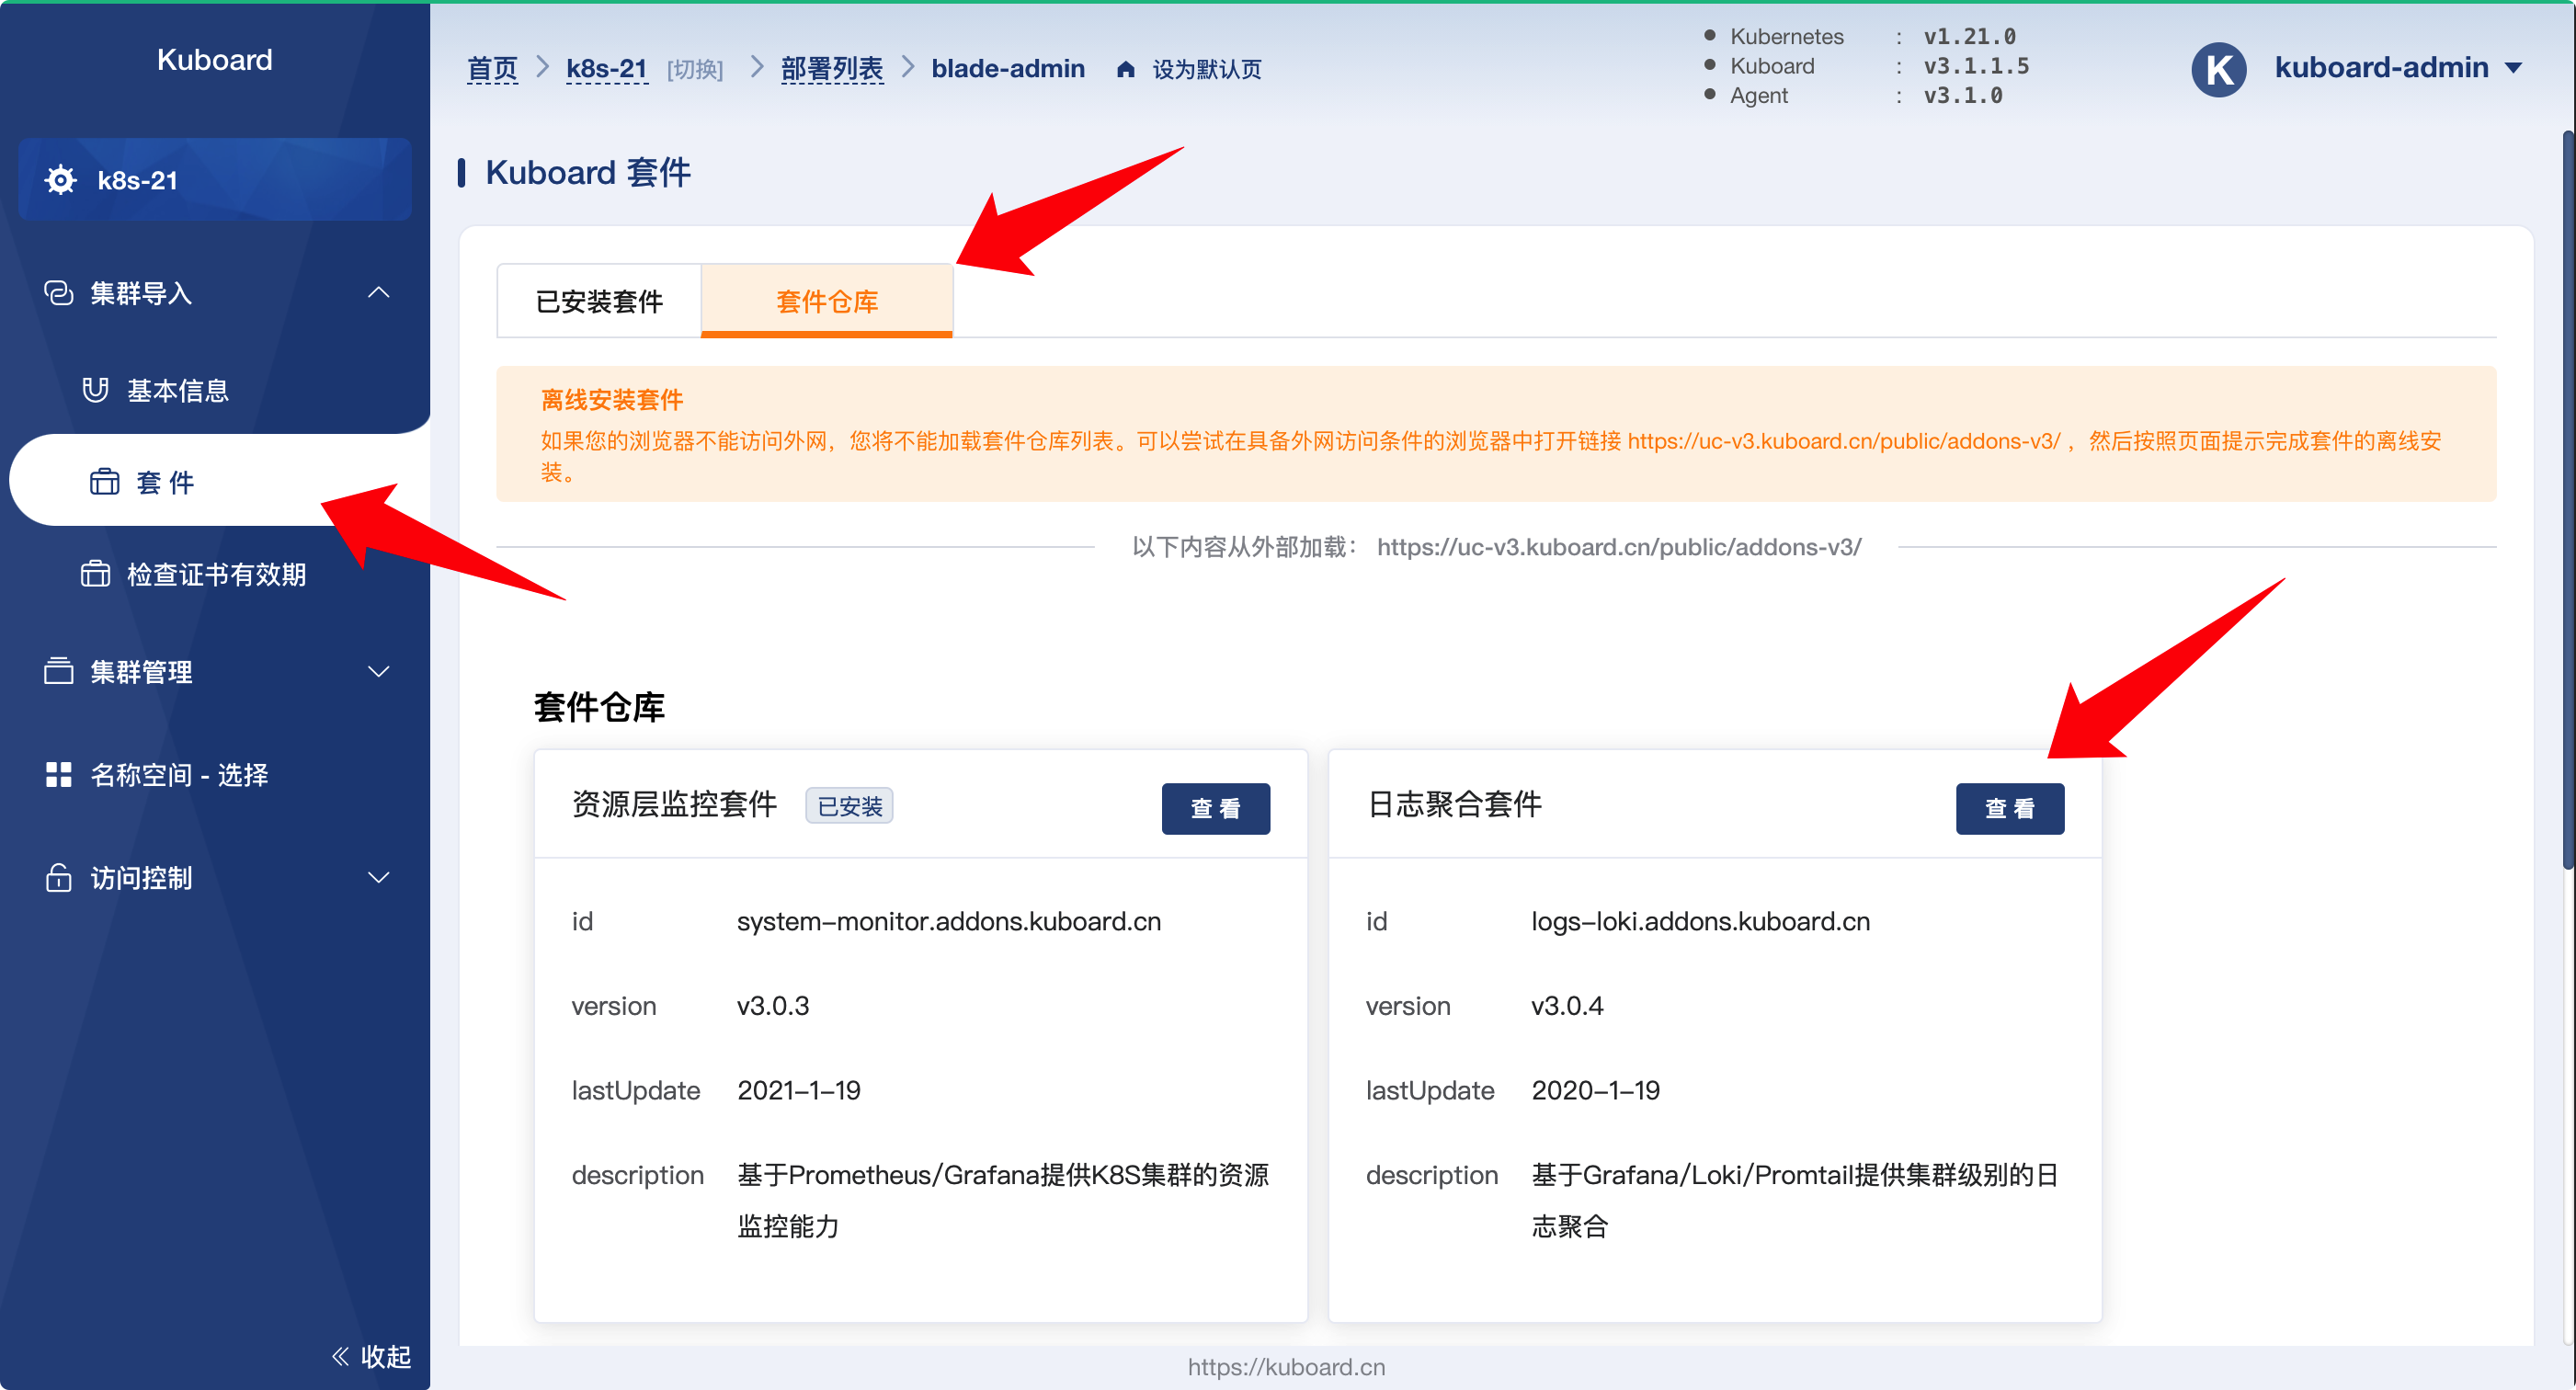 Kuboard
k8s-21
集群导入
基本信息
套 件
检查证书有效期
集群管理
名称空间 - 选择
访问控制
收起
首页 k8s-21 [切换] 部署列表 blade-admin 设为默认页
Kubernetes : v1.21.0
Kuboard : v3.1.1.5
Agent : v3.1.0
K kuboard-admin
Kuboard 套件
已安装套件 套件仓库
离线安装套件
如果您的浏览器不能访问外网，您将不能加载套件仓库列表。可以尝试在具备外网访问条件的浏览器中打开链接 https://uc-v3.kuboard.cn/public/addons-v3/ ，然后按照页面提示完成套件的离线安
装。
以下内容从外部加载： https://uc-v3.kuboard.cn/public/addons-v3/
套件仓库
资源层监控套件 已安装 查 看
id system-monitor.addons.kuboard.cn
version v3.0.3
lastUpdate 2021-1-19
description 基于Prometheus/Grafana提供K8S集群的资源
监控能力
日志聚合套件 查 看
id logs-loki.addons.kuboard.cn
version v3.0.4
lastUpdate 2020-1-19
description 基于Grafana/Loki/Promtail提供集群级别的日
志聚合
https://kuboard.cn